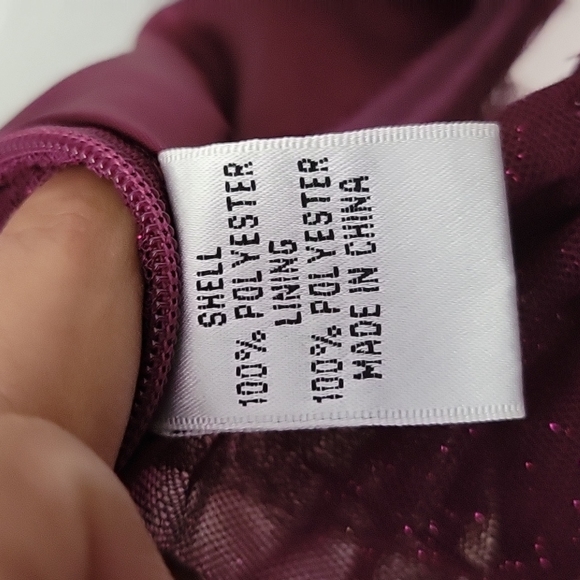 SHELL
100% POLYESTER
LINING
100% POLYESTER
MADE IN CHINA